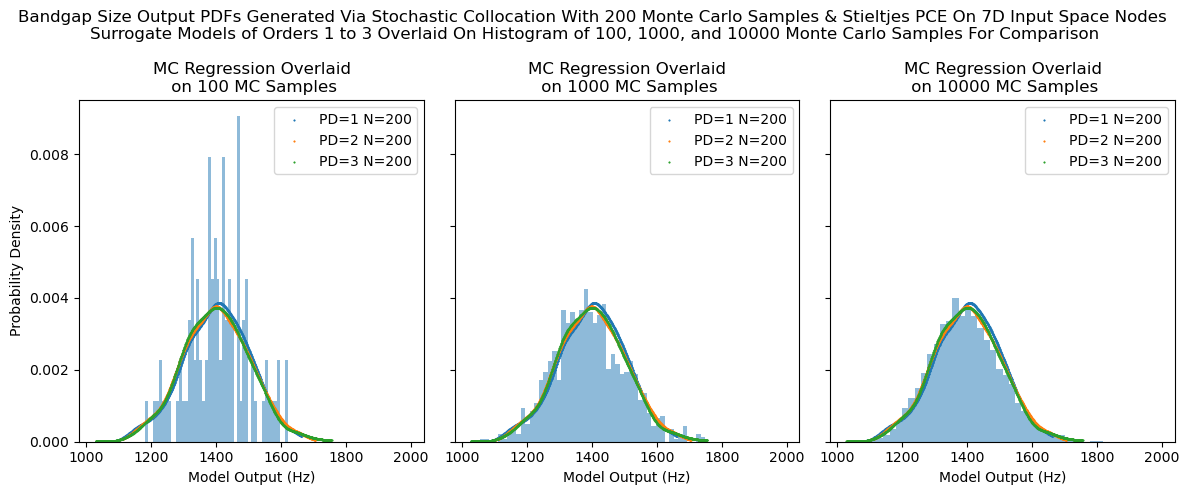 Bandgap Size Output PDFs Generated Via Stochastic Collocation With 200 Monte Carlo Samples & Stieltjes PCE On 7D Input Space Nodes
Surrogate Models of Orders 1 to 3 Overlaid On Histogram of 100, 1000, and 10000 Monte Carlo Samples For Comparison
MC Regression Overlaid
on 100 MC Samples
PD=1 N=200
PD=2 N=200
PD=3 N=200
0.008
0.006
0.004
0.002
0.000
Probability Density
1000 1200 1400 1600 1800 2000
Model Output (Hz)
MC Regression Overlaid
on 1000 MC Samples
PD=1 N=200
PD=2 N=200
PD=3 N=200
1000 1200 1400 1600 1800 2000
Model Output (Hz)
MC Regression Overlaid
on 10000 MC Samples
PD=1 N=200
PD=2 N=200
PD=3 N=200
1000 1200 1400 1600 1800 2000
Model Output (Hz)